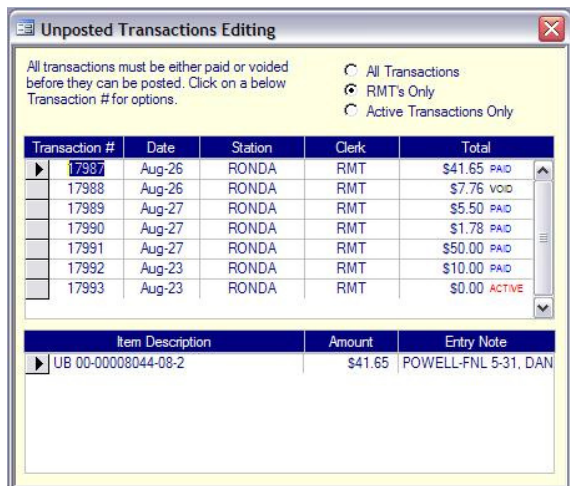 Unposted Transactions Editing
All transactions must be either paid or voided
before they can be posted. Click on a below
Transaction # for options.
All Transactions
RMT's Only
Active Transactions Only
Transaction # Date Station Clerk Total
17987 Aug-26 RONDA RMT $41.65 PAID
17988 Aug-26 RONDA RMT $7.76 VOID
17989 Aug-27 RONDA RMT $5.50 PAID
17990 Aug-27 RONDA RMT $1.78 PAID
17991 Aug-27 RONDA RMT $50.00 PAID
17992 Aug-23 RONDA RMT $10.00 PAID
17993 Aug-23 RONDA RMT $0.00 ACTIVE
Item Description Amount Entry Note
UB 00-00008044-08-2 $41.65 POWELL-FNL 5-31, DAN